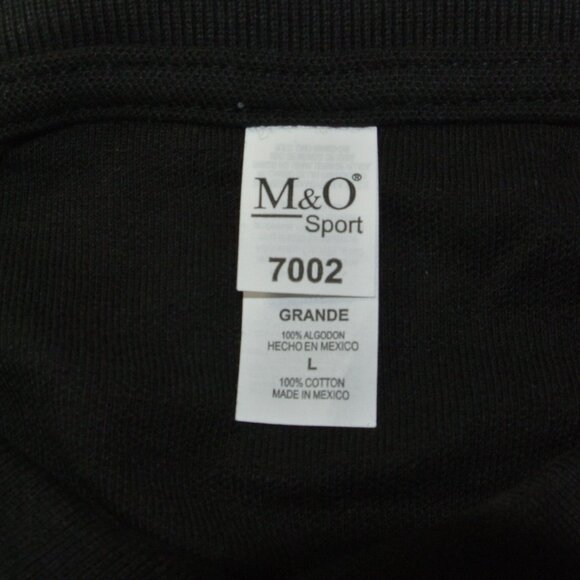 M&O®
Sport
7002
GRANDE
100% ALGODON
HECHO EN MEXICO
L
100% COTTON
MADE IN MEXICO